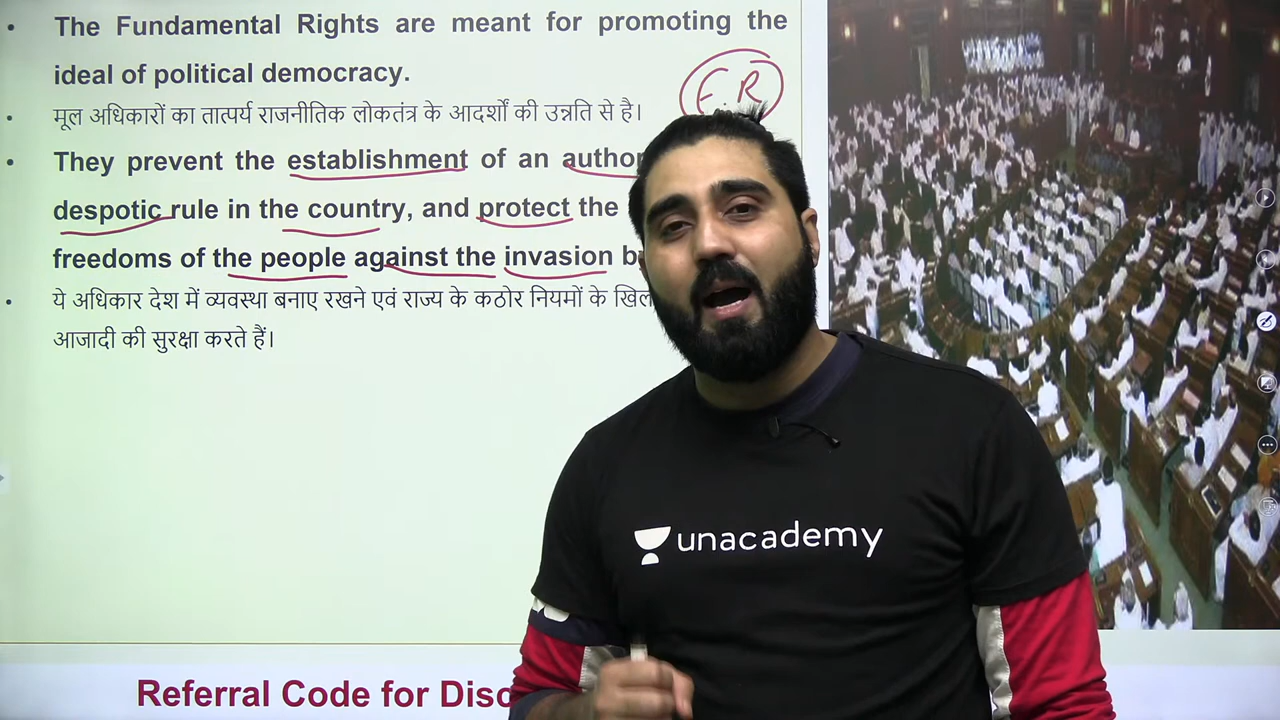 The Fundamental Rights are meant for promoting the
ideal of political democracy.
F.R
मूल अधिकारों का तात्पर्य राजनीतिक लोकतंत्र के आदर्शों की उन्नति से है।
They prevent the establishment of an author
despotic rule in the country, and protect the
freedoms of the people against the invasion b
ये अधिकार देश में व्यवस्था बनाए रखने एवं राज्य के कठोर नियमों के खिल
आजादी की सुरक्षा करते हैं।
unacademy
Referral Code for Disc